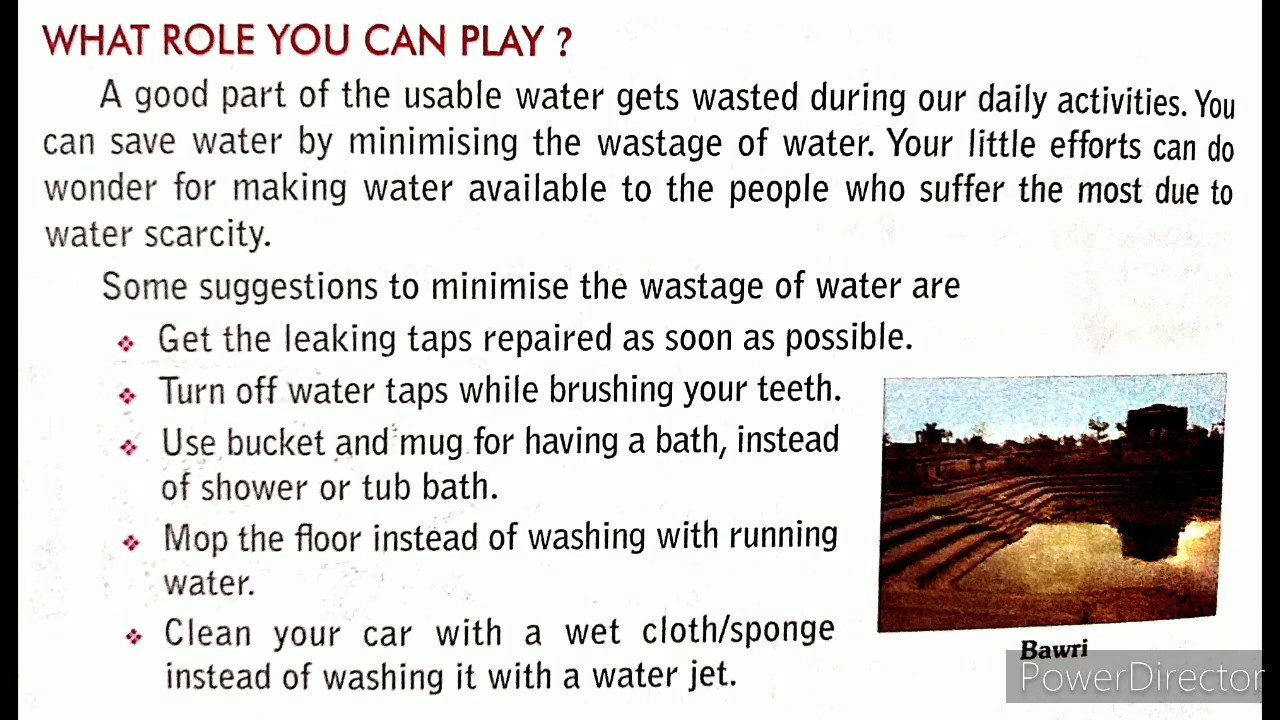 WHAT ROLE YOU CAN PLAY ?
A good part of the usable water gets wasted during our daily activities. You
can save water by minimising the wastage of water. Your little efforts can do
wonder for making water available to the people who suffer the most due to
water scarcity.
Some suggestions to minimise the wastage of water are
❖ Get the leaking taps repaired as soon as possible.
❖ Turn off water taps while brushing your teeth.
❖ Use bucket and mug for having a bath, instead
of shower or tub bath.
❖ Mop the floor instead of washing with running
water.
❖ Clean your car with a wet cloth/sponge
instead of washing it with a water jet.
Bawri
PowerDirector